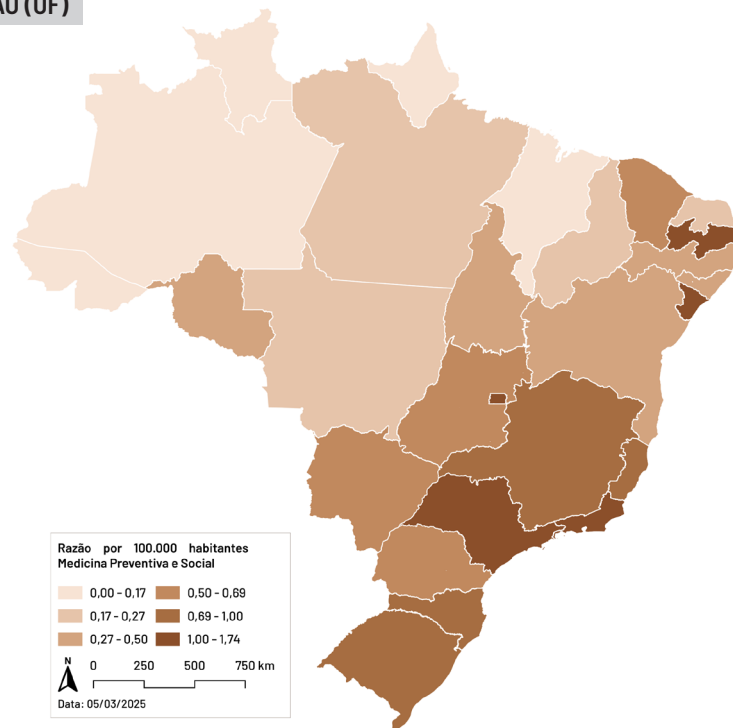 (UF)
Razão por 100.000 habitantes
Medicina Preventiva e Social
0,00 - 0,17 0,50 - 0,69
0,17 - 0,27 0,69 - 1,00
0,27 - 0,50 1,00 - 1,74
N
0 250 500 750 km
Data: 05/03/2025